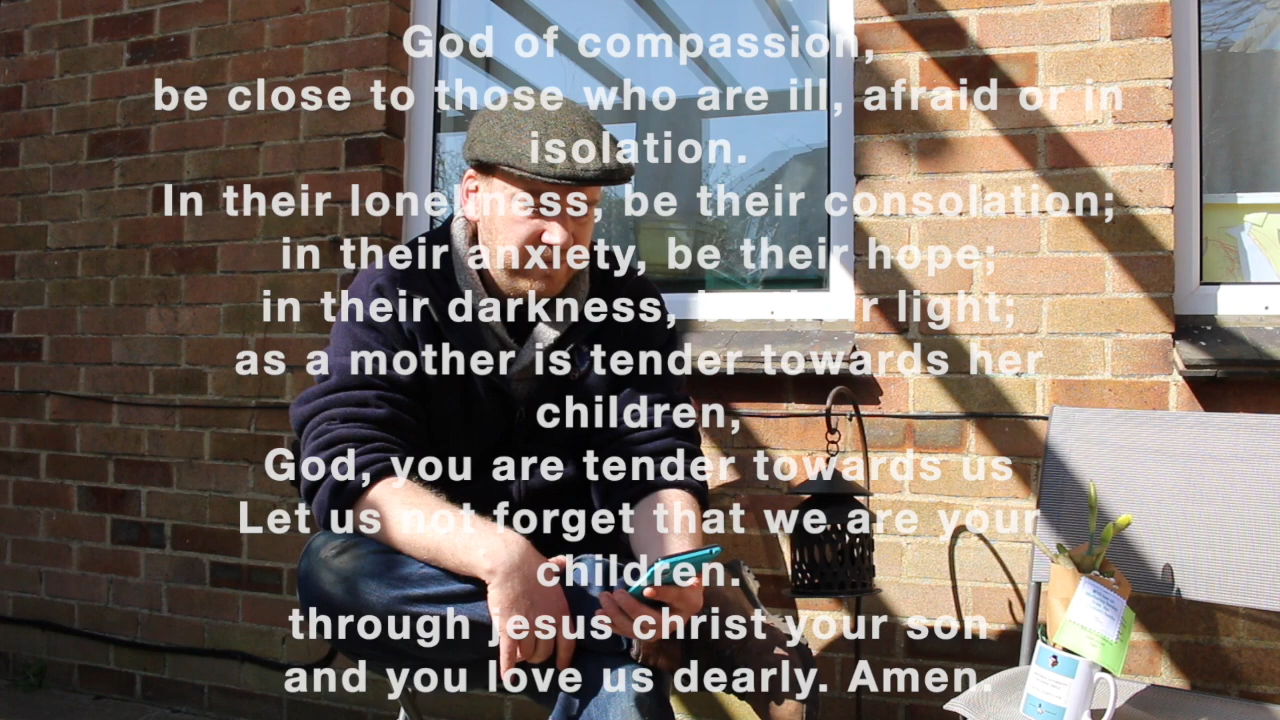 God of compassion,
be close to those who are ill, afraid or in
isolation.
In their loneliness, be their consolation;
in their anxiety, be their hope;
in their darkness, be their light;
as a mother is tender towards her
children,
God, you are tender towards us
Let us not forget that we are your
children.
through jesus christ your son
and you love us dearly. Amen.